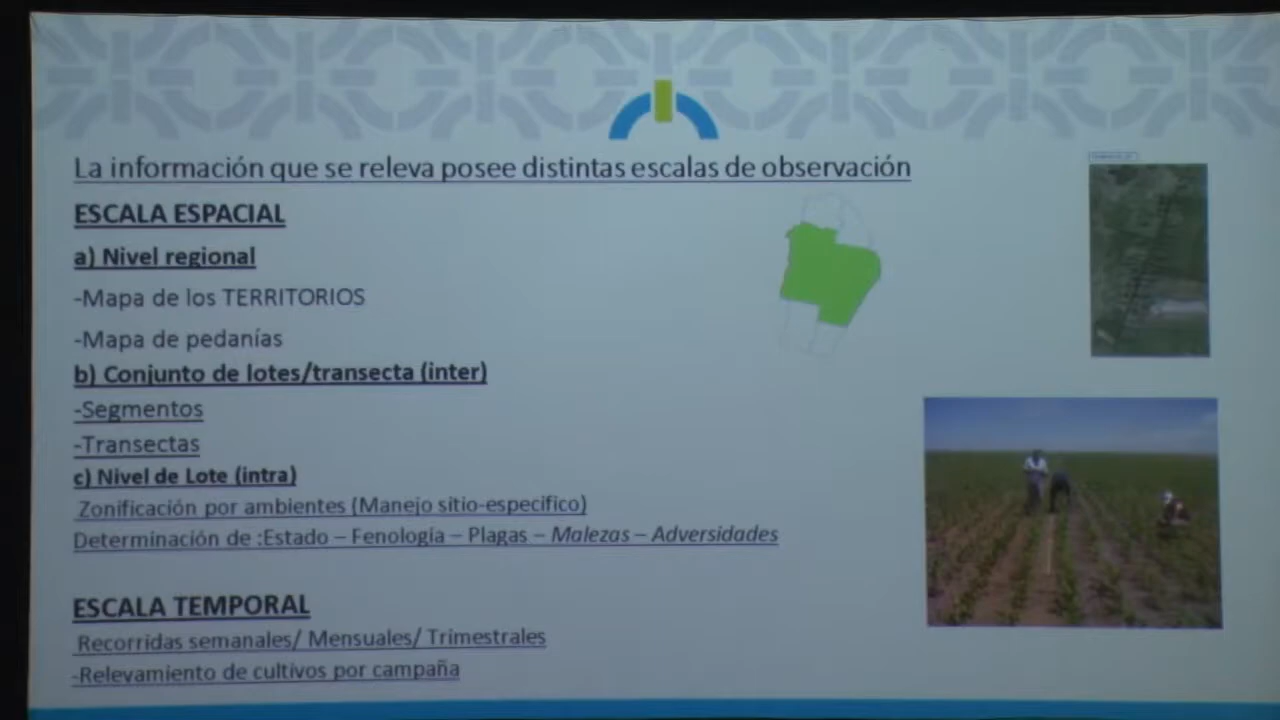 La información que se releva posee distintas escalas de observación
ESCALA ESPACIAL
a) Nivel regional
-Mapa de los TERRITORIOS
-Mapa de pedanías
b) Conjunto de lotes/transecta (inter)
-Segmentos
-Transectas
c) Nivel de Lote (intra)
Zonificación por ambientes (Manejo sitio-especifico)
Determinación de :Estado – Fenología – Plagas – Malezas – Adversidades
ESCALA TEMPORAL
Recorridas semanales/ Mensuales/ Trimestrales
-Relevamiento de cultivos por campaña